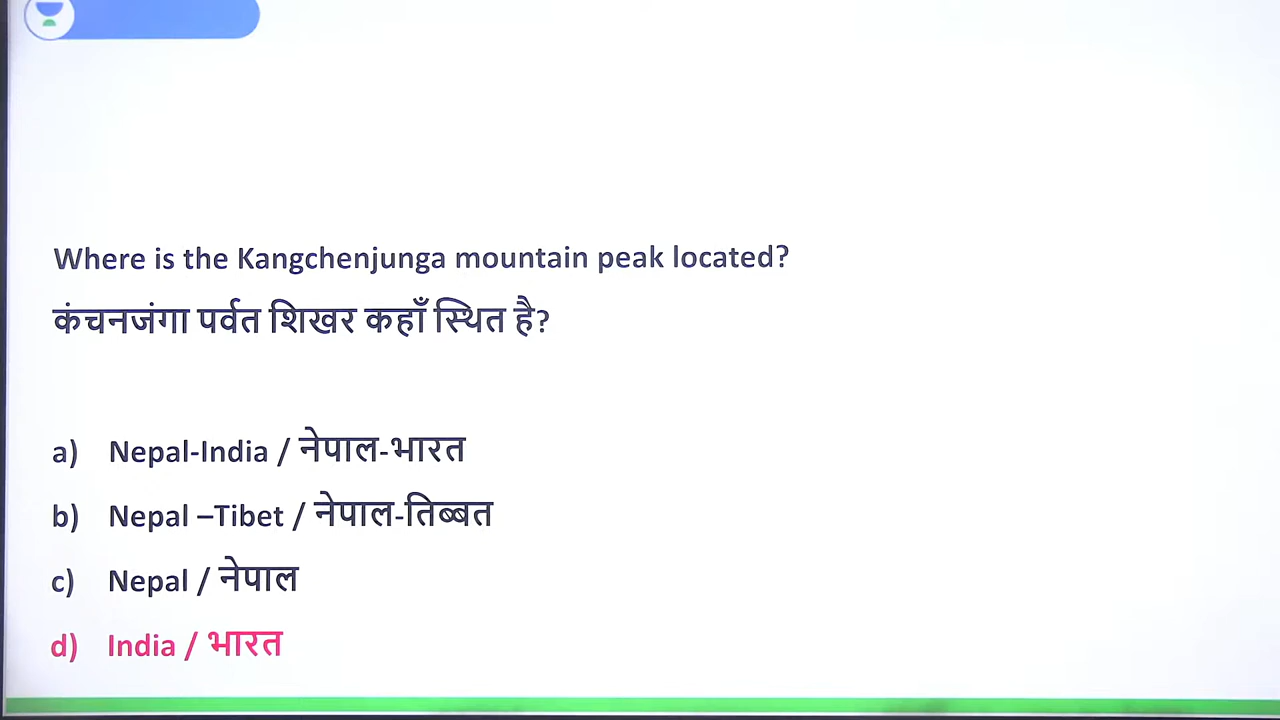 Where is the Kangchenjunga mountain peak located?
कंचनजंगा पर्वत शिखर कहाँ स्थित है?
a) Nepal-India / नेपाल-भारत
b) Nepal –Tibet / नेपाल-तिब्बत
c) Nepal / नेपाल
d) India / भारत